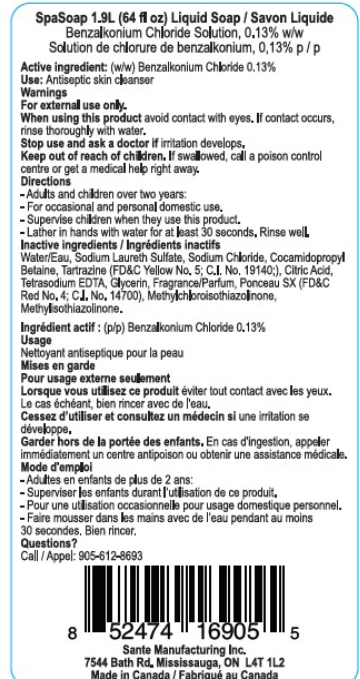 SpaSoap 1.9L (64 fl oz) Liquid Soap / Savon Liquide
Benzalkonium Chloride Solution, 0.13% w/w
Solution de chlorure de benzalkonium, 0,13% p / p
Active ingredient: (w/w) Benzalkonium Chloride 0.13%
Use: Antiseptic skin cleanser
Warnings
For external use only.
When using this product avoid contact with eyes. If contact occurs,
rinse thoroughly with water.
Stop use and ask a doctor if irritation develops.
Keep out of reach of children. If swallowed, call a poison control
centre or get a medical help right away.
Directions
- Adults and children over two years:
- For occasional and personal domestic use.
- Supervise children when they use this product.
- Lather in hands with water for at least 30 seconds. Rinse well.
Inactive ingredients / Ingrédients inactifs
Water/Eau, Sodium Laureth Sulfate, Sodium Chloride, Cocamidopropyl
Betaine, Tartrazine (FD&C Yellow No. 5; C.I. No. 19140;), Citric Acid,
Tetrasodium EDTA, Glycerin, Fragrance/Parfum, Ponceau SX (FD&C
Red No. 4; C.I. No. 14700), Methylchloroisothiazolinone,
Methylisothiazolinone.
Ingrédient actif : (p/p) Benzalkonium Chloride 0.13%
Usage
Nettoyant antiseptique pour la peau
Mises en garde
Pour usage externe seulement
Lorsque vous utilisez ce produit éviter tout contact avec les yeux.
Le cas échéant, bien rincer avec de l'eau.
Cessez d'utiliser et consultez un médecin si une irritation se
développe.
Garder hors de la portée des enfants. En cas d'ingestion, appeler
immédiatement un centre antipoison ou obtenir une assistance médicale.
Mode d'emploi
- Adultes en enfants de plus de 2 ans:
- Superviser les enfants durant l'utilisation de ce produit.
- Pour une utilisation occasionnelle pour usage domestique personnel.
- Faire mousser dans les mains avec de l'eau pendant au moins
30 secondes. Bien rincer.
Questions?
Call / Appel: 905-612-8693
8 52474 16905 5
Sante Manufacturing Inc.
7544 Bath Rd. Mississauga, ON L4T 1L2
Made in Canada / Fabriqué au Canada